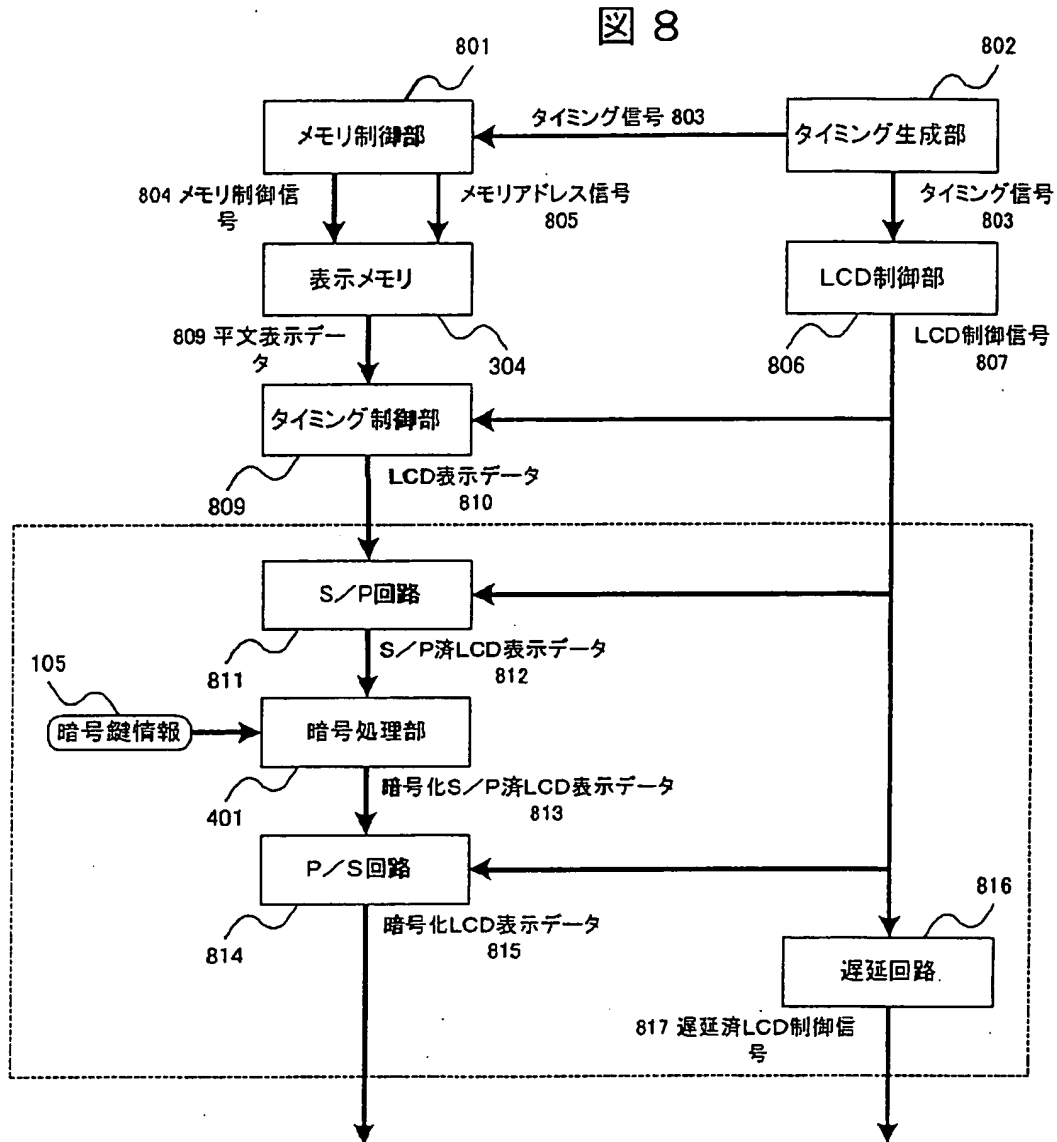 図 8
801
802
メモリ制御部
タイミング信号 803
タイミング生成部
804 メモリ制御信
号
メモリアドレス信号
805
タイミング信号
803
表示メモリ
LCD制御部
809 平文表示デー
タ
304
806
LCD制御信号
807
タイミング制御部
809
LCD表示データ
810
S／P回路
811
S／P済LCD表示データ
812
105
暗号鍵情報
暗号処理部
401
暗号化S／P済LCD表示データ
813
P／S回路
814
暗号化LCD表示データ
815
816
遅延回路
817 遅延済LCD制御信
号